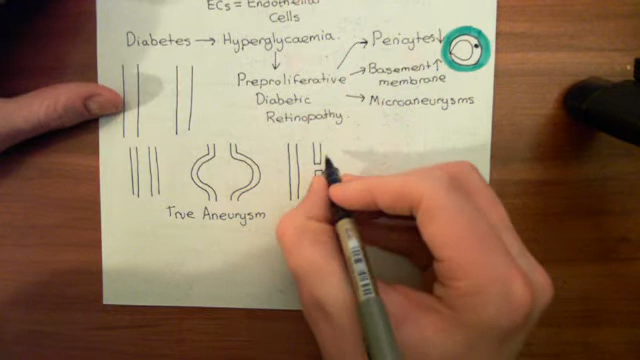 ECs = Endothelial
Cells
Diabetes → Hyperglycaemia.
Pericytes↓
Preproliferative
Diabetic
Retinopathy.
→ Basement↑
membrane
→ Microaneurysms
True Aneurysm